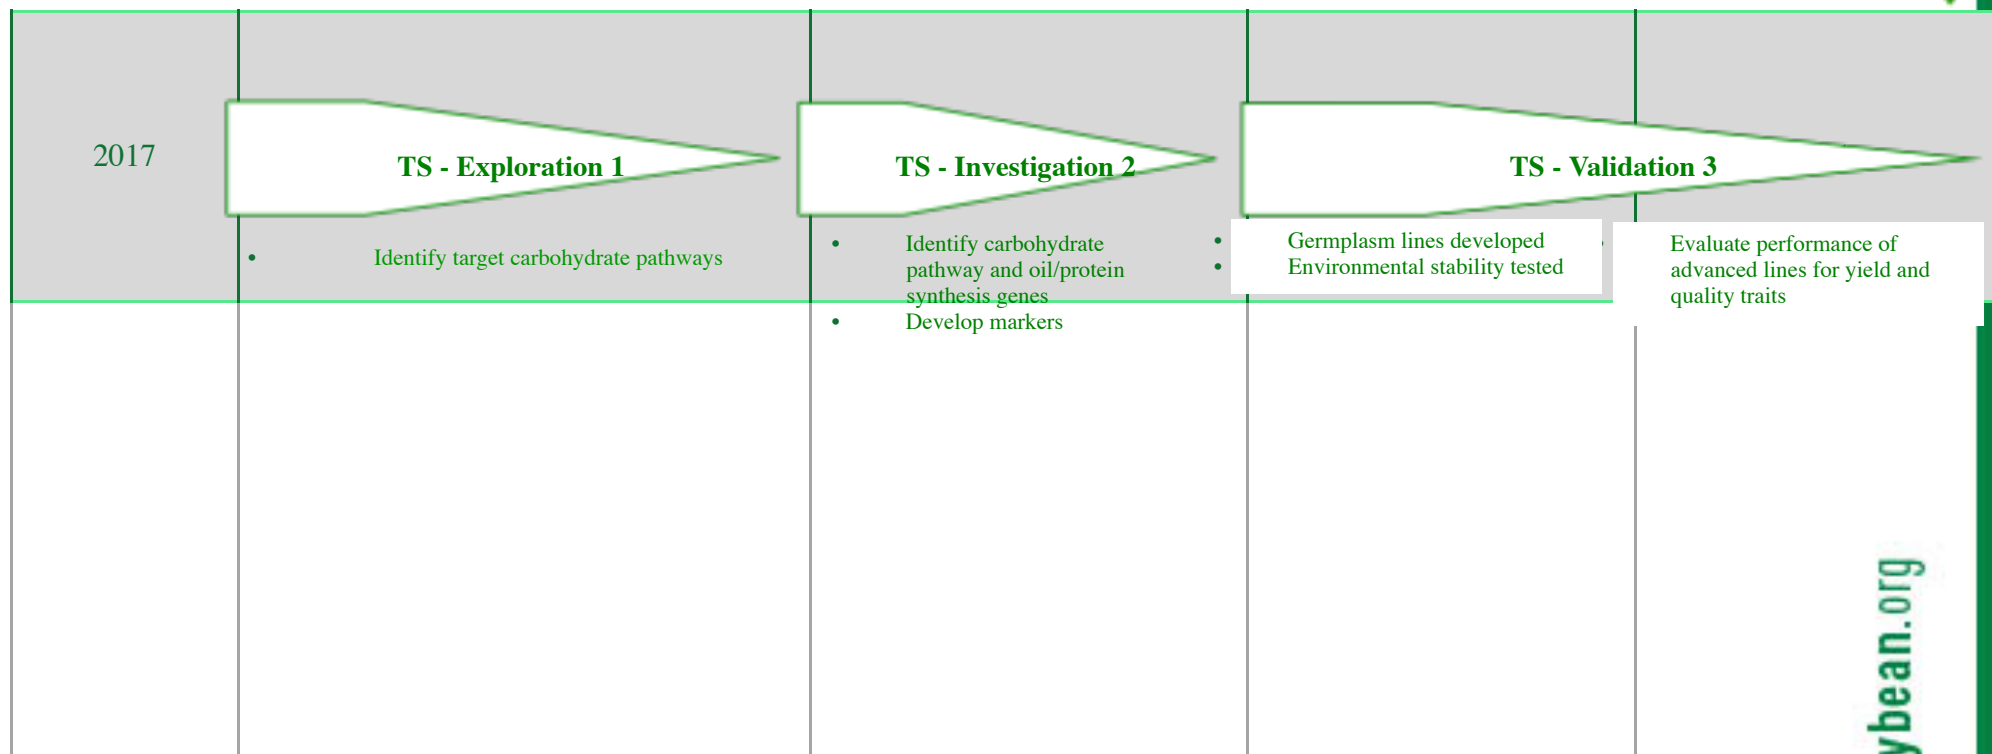 2017
TS - Exploration 1
TS - Investigation 2
TS - Validation 3
• Identify target carbohydrate pathways
• Identify carbohydrate
pathway and oil/protein
synthesis genes
• Develop markers
• Germplasm lines developed
• Environmental stability tested
• Evaluate performance of
advanced lines for yield and
quality traits
ybean.org